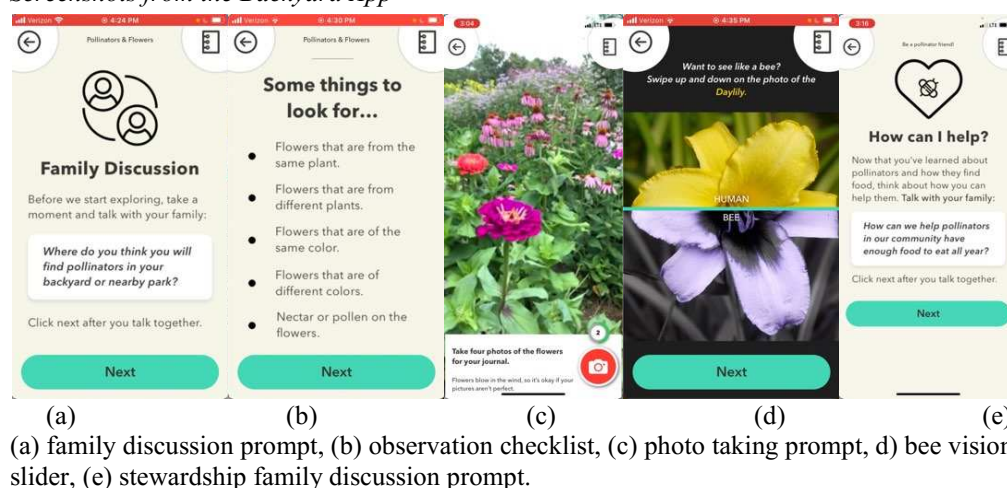 Screenshots from the Backyard App
Verizon 4:24 PM
Pollinators & Flowers
Family Discussion
Before we start exploring, take a
moment and talk with your family:
Where do you think you will
find pollinators in your
backyard or nearby park?
Click next after you talk together.
Next
Verizon 4:30 PM
Pollinators & Flowers
Some things to
look for...
● Flowers that are from the
same plant.
● Flowers that are from
different plants.
● Flowers that are of the
same color.
● Flowers that are of
different colors.
● Nectar or pollen on the
flowers.
Next
3:04
2
Take four photos of the flowers
for your journal.
Flowers blow in the wind, so it's okay if your
pictures aren't perfect.
Verizon 4:35 PM
Want to see like a bee?
Swipe up and down on the photo of the
Daylily.
HUMAN
BEE
Next
3:16 LTE
Be a pollinator friend!
How can I help?
Now that you've learned about
pollinators and how they find
food, think about how you can
help them. Talk with your family:
How can we help pollinators
in our community have
enough food to eat all year?
Click next after you talk together.
Next
(a) (b) (c) (d) (e)
(a) family discussion prompt, (b) observation checklist, (c) photo taking prompt, d) bee vision
slider, (e) stewardship family discussion prompt.